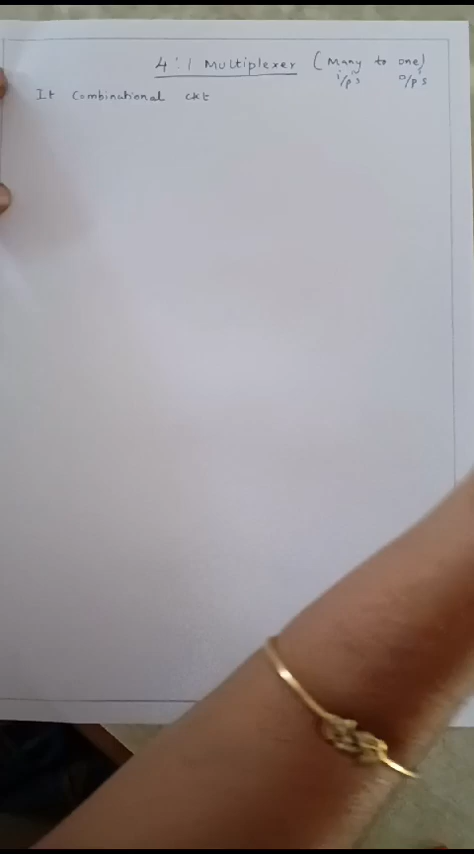 4:1 Multiplexer (Many to one)
i/p's o/p's
It Combinational ckt